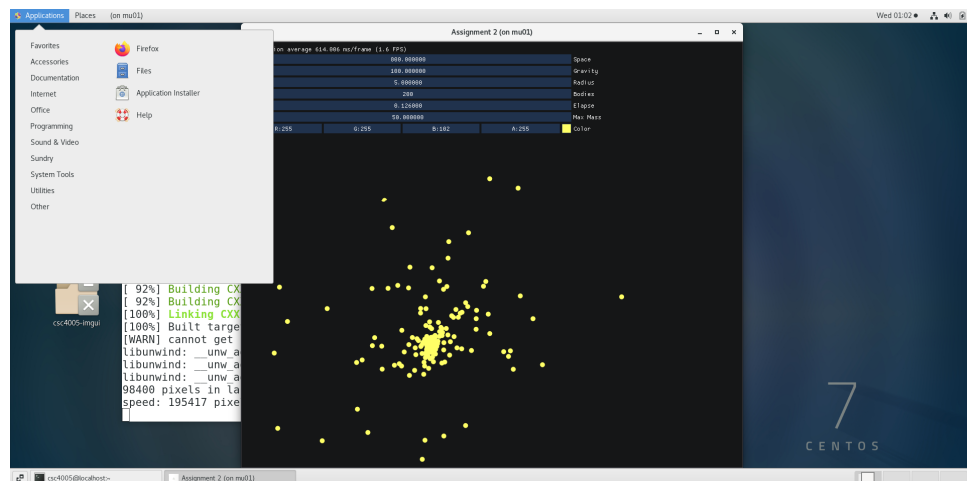 Applications Places (on mu01) Wed 01:02
Assignment 2 (on mu01)
Favorites
Accessories
Documentation
Internet
Office
Programming
Sound & Video
Sundry
System Tools
Utilities
Other
Firefox
Files
Application Installer
Help
ion average 614.006 ms/frame (1.6 FPS)
800.000000 Space
100.000000 Gravity
5.000000 Radius
200 Bodies
0.126000 Elapse
50.000000 Max Mass
R:255 G:255 B:102 A:255 Color
csc4005-imgui
[ 92%] Building CX
[ 92%] Building CX
[100%] Linking CXX
[100%] Built targe
[WARN] cannot get
libunwind: __unw_a
libunwind: __unw_a
libunwind: __unw_a
98400 pixels in la
speed: 195417 pixe
7
CENTOS
csc4005@localhost:~ Assignment 2 (on mu01)